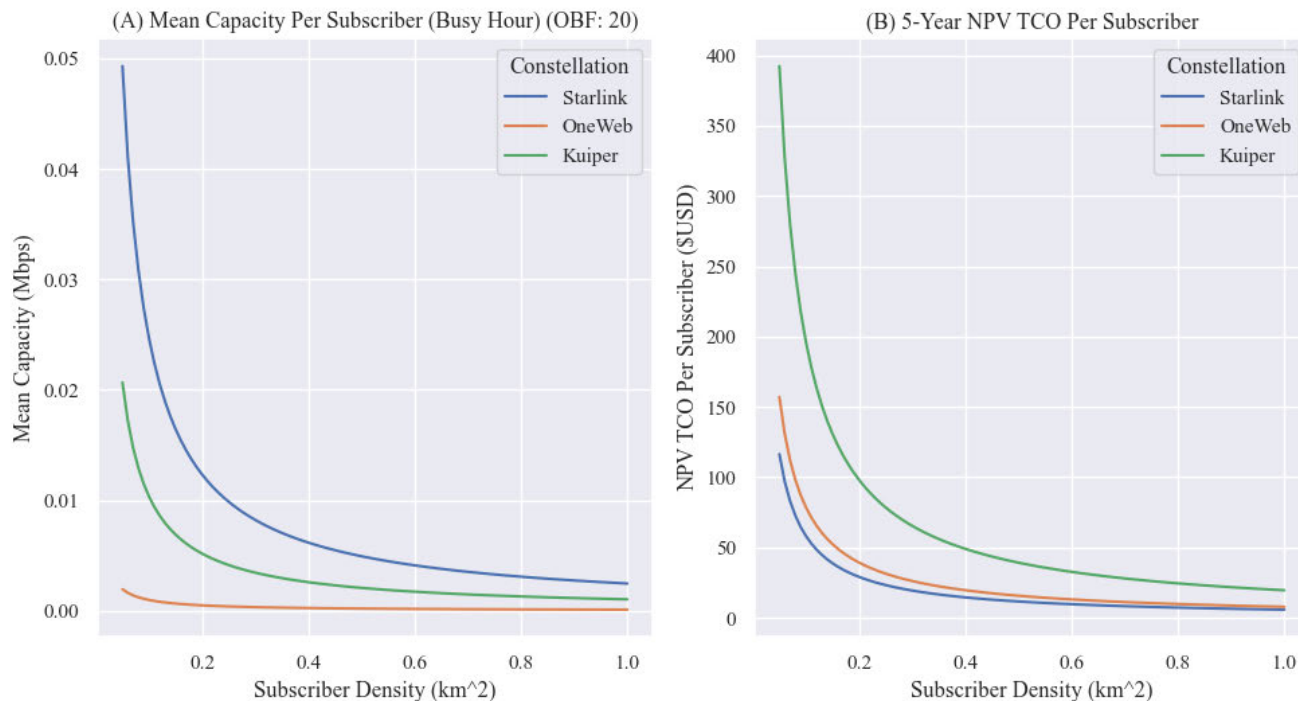 (A) Mean Capacity Per Subscriber (Busy Hour) (OBF: 20)
Constellation
Starlink
OneWeb
Kuiper
Mean Capacity (Mbps)
0.05
0.04
0.03
0.02
0.01
0.00
0.2 0.4 0.6 0.8 1.0
Subscriber Density (km^2)
(B) 5-Year NPV TCO Per Subscriber
Constellation
Starlink
OneWeb
Kuiper
NPV TCO Per Subscriber ($USD)
400
350
300
250
200
150
100
50
0
0.2 0.4 0.6 0.8 1.0
Subscriber Density (km^2)